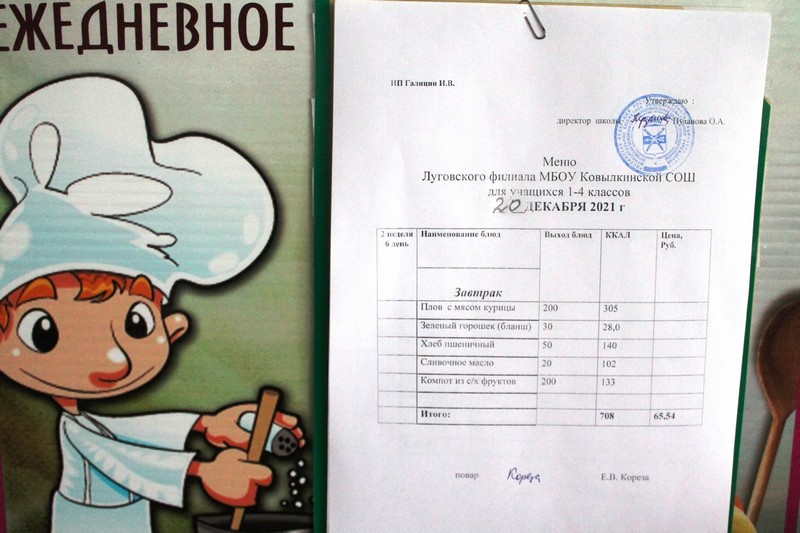 ЕЖЕДНЕВНОЕ
ИП Галицин И.В.
Утверждаю :
директор школы Пузанова О.А.
Меню
Луговского филиала МБОУ Ковылкинской СОШ
для учащихся 1-4 классов
20 ДЕКАБРЯ 2021 г
2 неделя 6 день Наименование блюд Выход блюд ККАЛ Цена, Руб.
Завтрак
Плов с мясом курицы 200 305
Зеленый горошек (бланш) 30 28,0
Хлеб пшеничный 50 140
Сливочное масло 20 102
Компот из с/х фруктов 200 133
Итого: 708 65,54
повар Кореза Е.В. Кореза